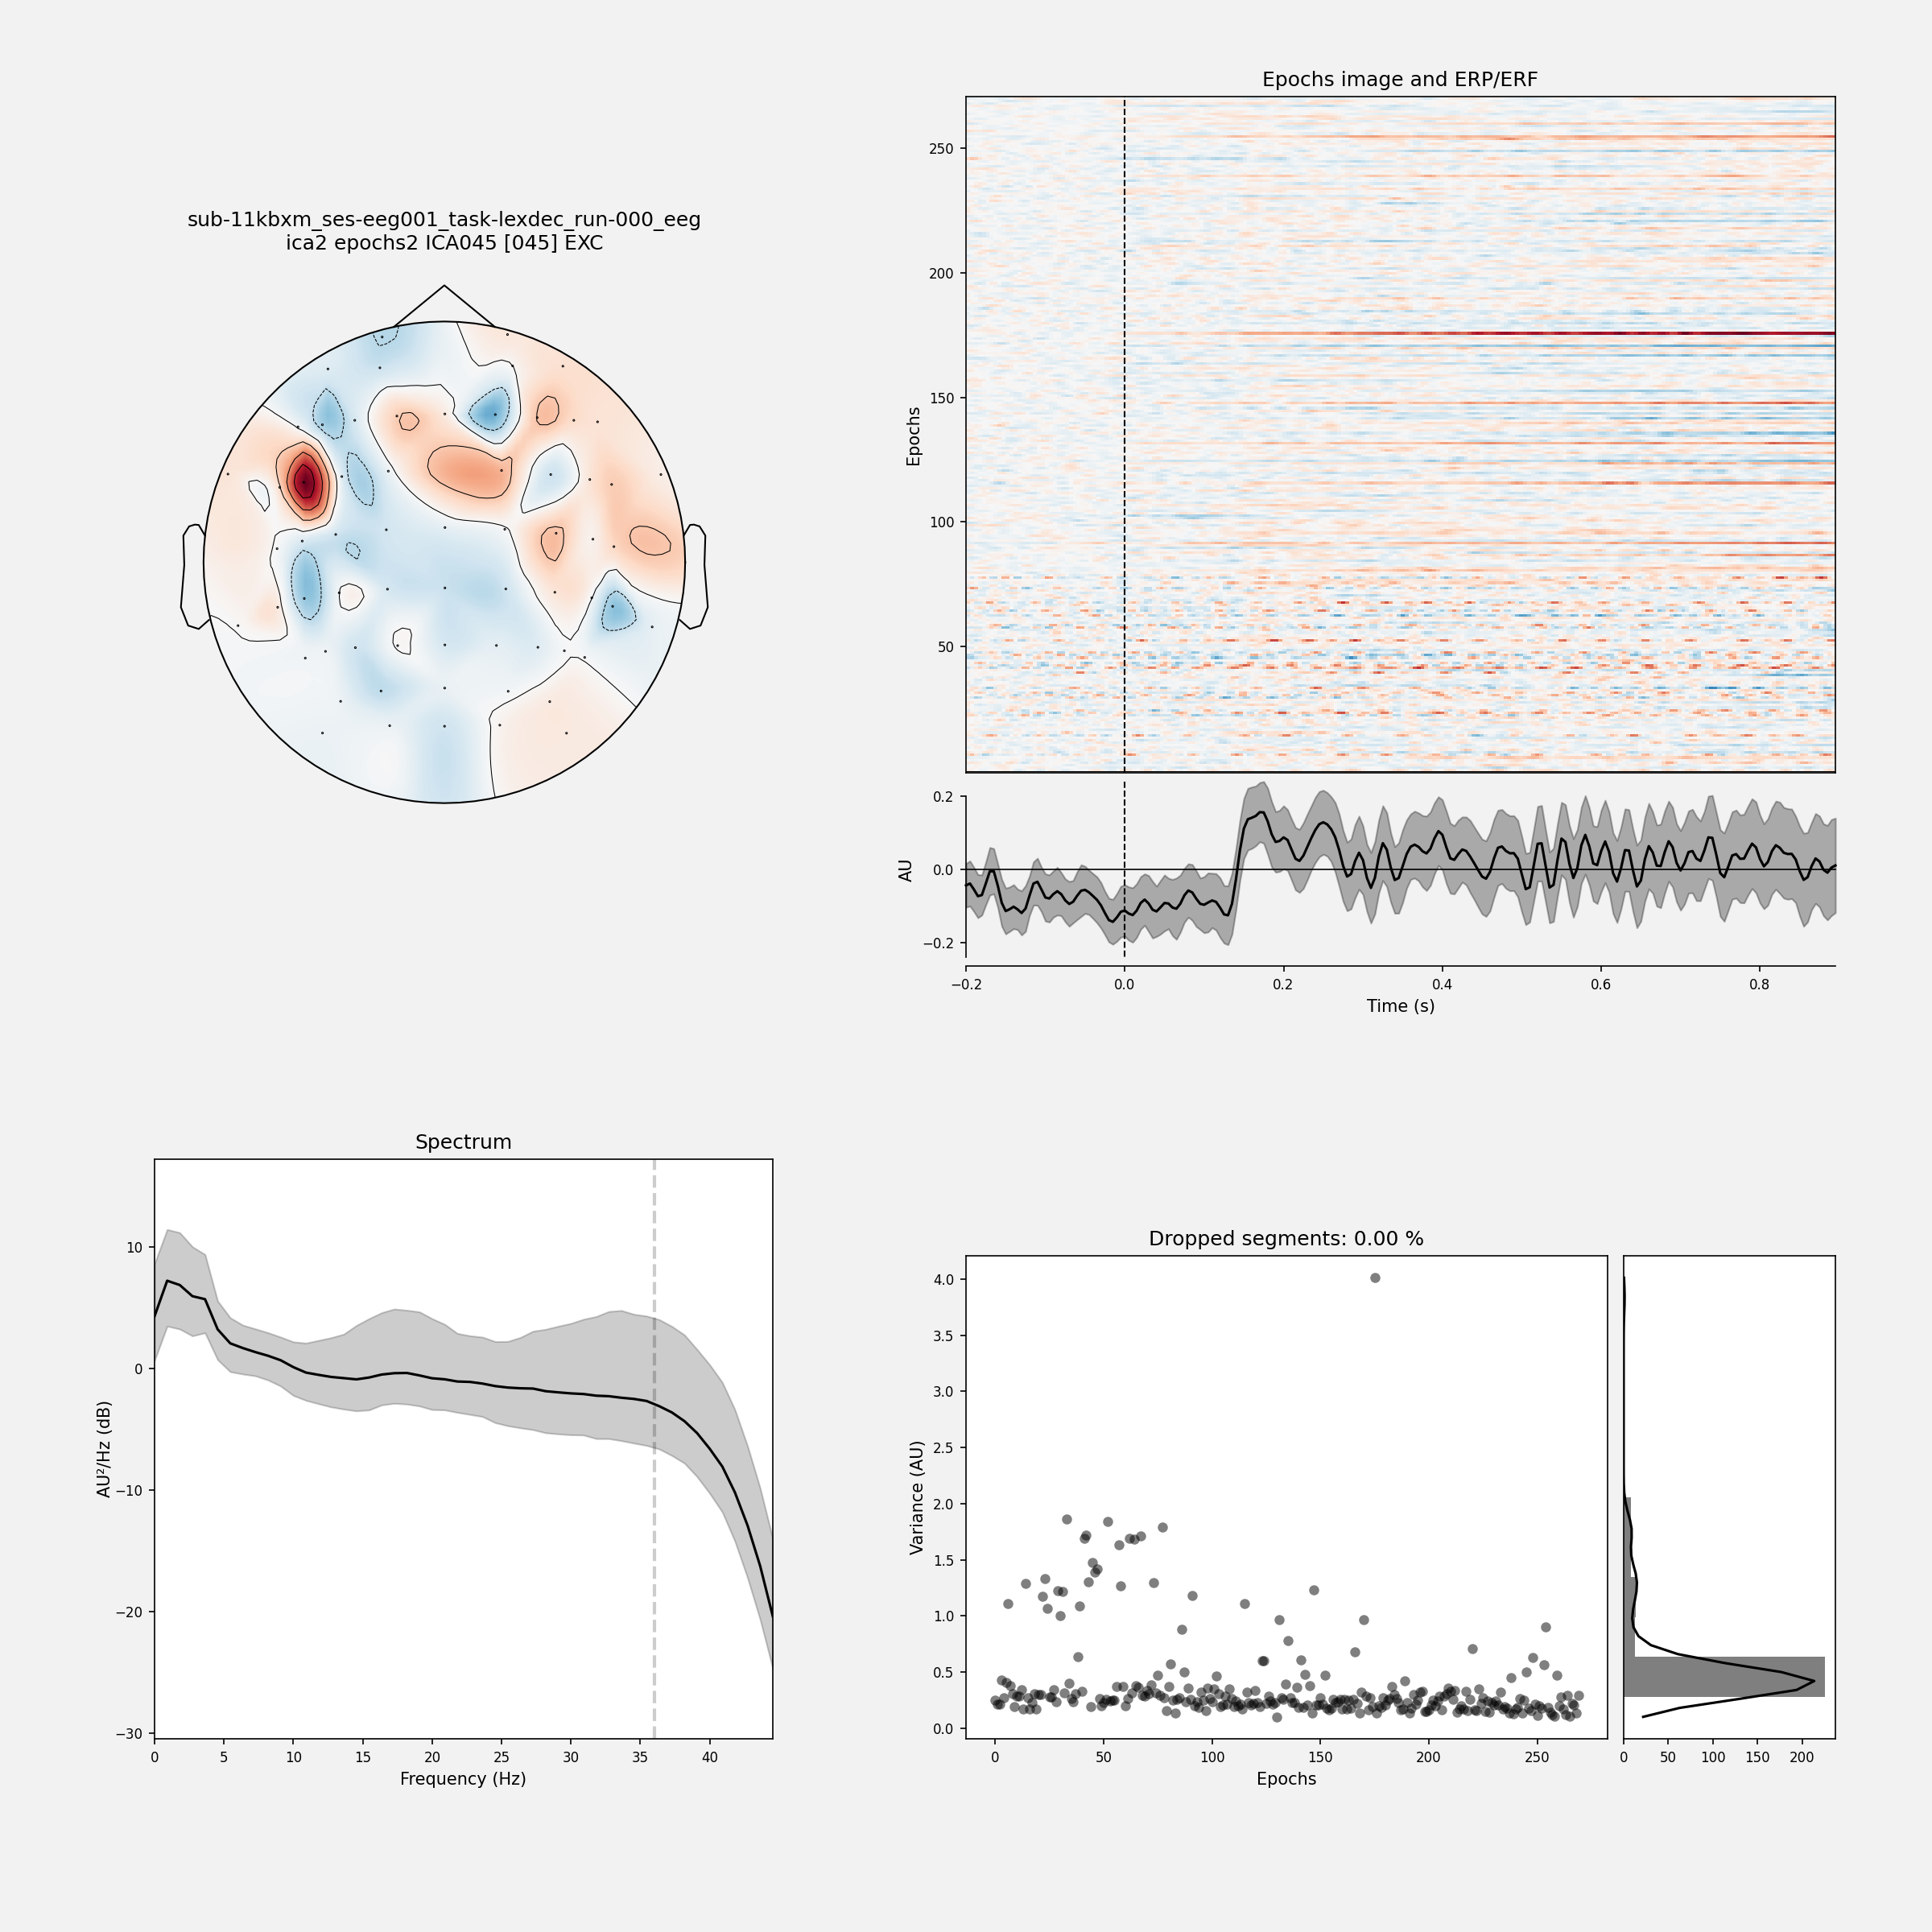 sub-11kbxm_ses-eeg001_task-lexdec_run-000_eeg
ica2 epochs2 ICA045 [045] EXC
Epochs image and ERP/ERF
250
200
150
100
50
Epochs
0.2
0.0
−0.2
AU
−0.2 0.0 0.2 0.4 0.6 0.8
Time (s)
Spectrum
10
0
−10
−20
−30
AU²/Hz (dB)
0 5 10 15 20 25 30 35 40
Frequency (Hz)
Dropped segments: 0.00 %
4.0
3.5
3.0
2.5
2.0
1.5
1.0
0.5
0.0
Variance (AU)
0 50 100 150 200 250
Epochs
0 50 100 150 200